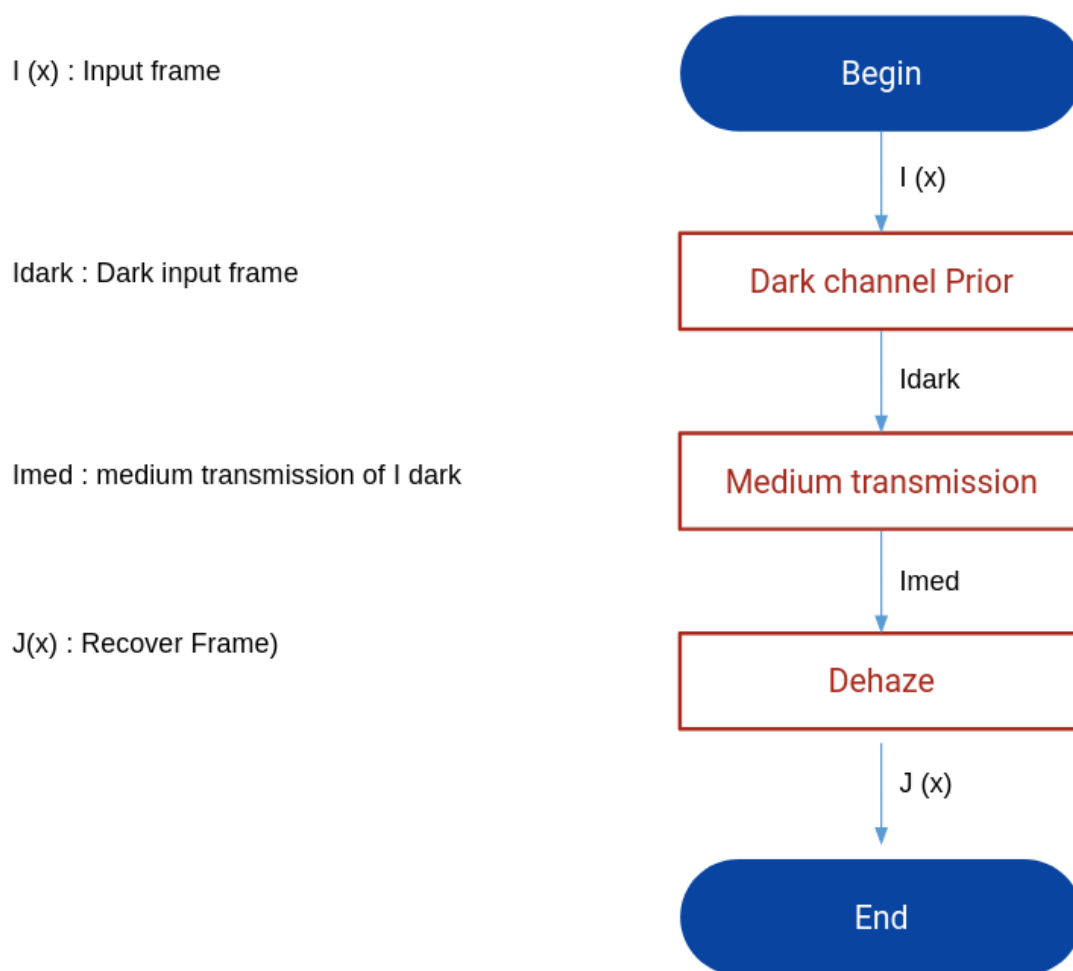 I (x) : Input frame
Begin
I (x)
Idark : Dark input frame
Dark channel Prior
Idark
Imed : medium transmission of I dark
Medium transmission
Imed
J(x) : Recover Frame)
Dehaze
J (x)
End